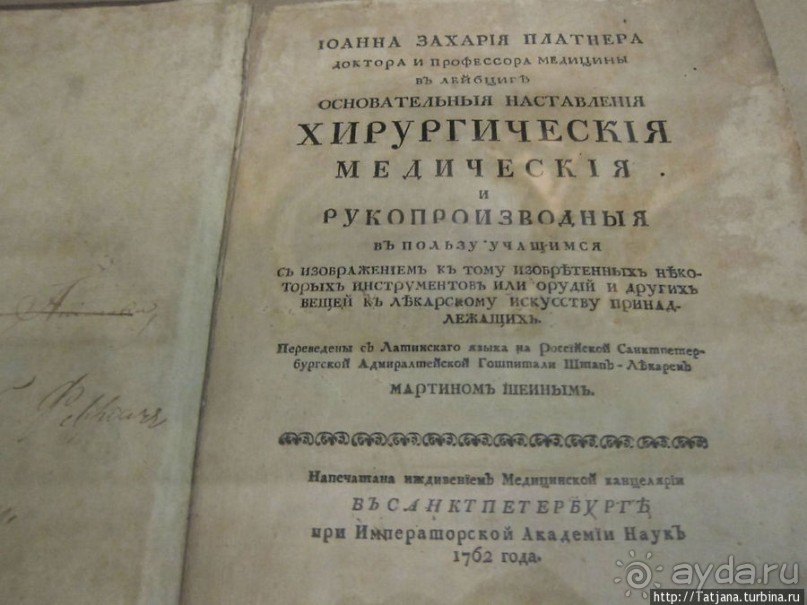 ІОАННА ЗАХАРІЯ ПЛАТНЕРА
ДОКТОРА И ПРОФЕССОРА МЕДИЦИНЫ
ВЪ ЛЕЙБЦИГѢ
ОСНОВАТЕЛЬНЫЯ НАСТАВЛЕНІЯ
ХИРУРГИЧЕСКІЯ
МЕДИЧЕСКІЯ
И
РУКОПРОИЗВОДНЫЯ
ВЪ ПОЛЬЗУ УЧАЩИМСЯ
СЪ ИЗОБРАЖЕНІЕМЪ КЪ ТОМУ ИЗОБРѢТЕННЫХЪ НѢКО-
ТОРЫХЪ ИНСТРУМЕНТОВЪ ИЛИ ОРУДІЙ И ДРУГИХЪ
ВЕЩЕЙ КЪ ЛѢКАРСКОМУ ИСКУССТВУ ПРИНАД-
ЛЕЖАЩИХЪ.
Переведены съ Латинскаго языка на Россійской Санктпетер-
бургской Адмиралтейской Гошпитали Штапъ-Лѣкаремъ
МАРТИНОМЪ ШЕИНЫМЪ.
Напечатана иждивеніемъ Медицинской канцеляріи
ВЪ САНКТПЕТЕРБУРГѢ
при Императорской Академіи Наукъ
1762 года.
ayda.ru
http://Tatjana.turbina.ru